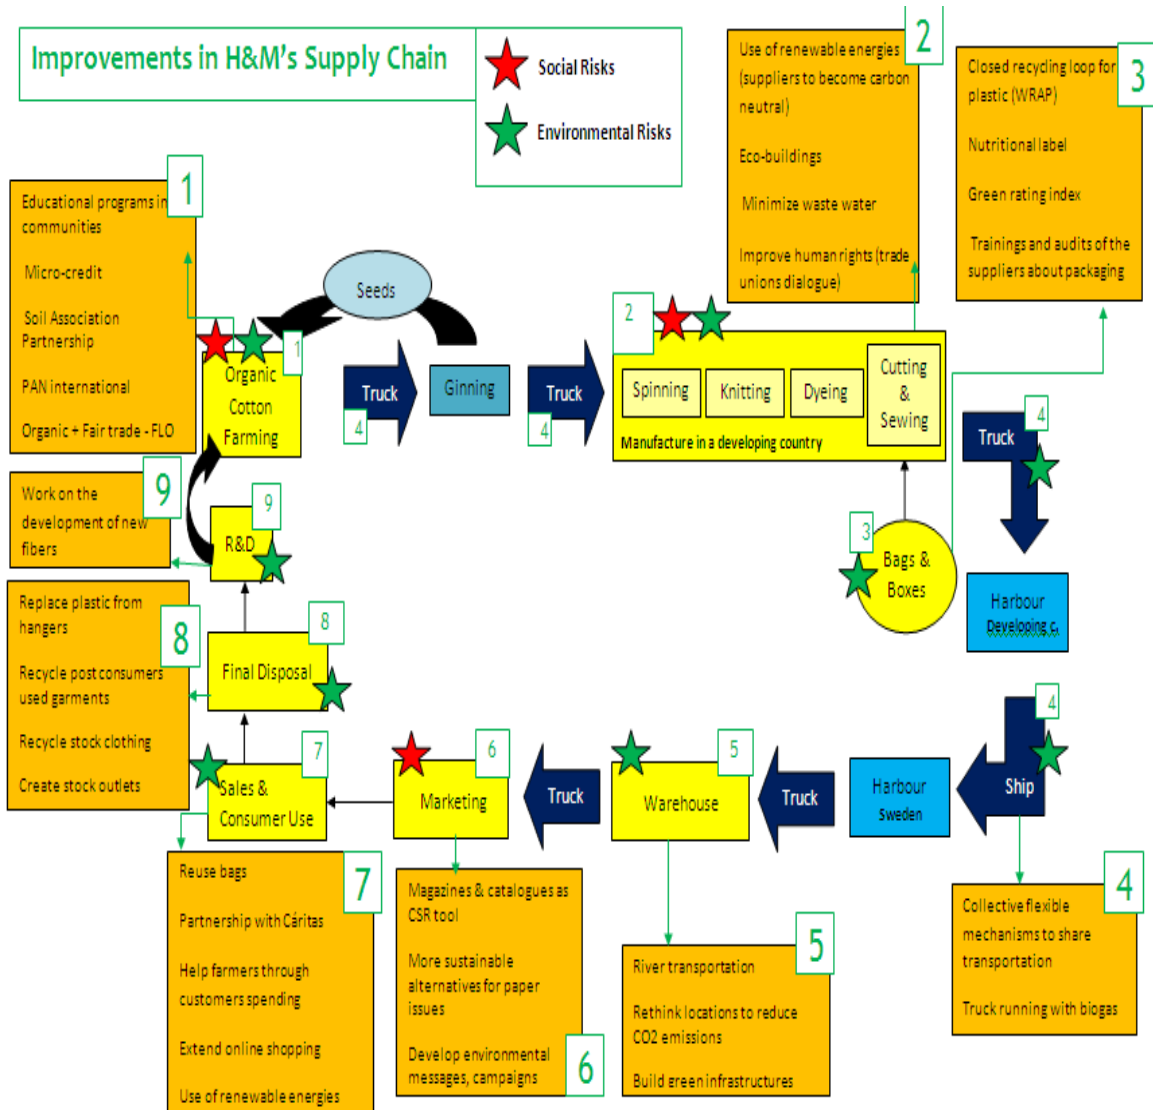 Improvements in H&M's Supply Chain
Social Risks
Environmental Risks
2
Use of renewable energies
(suppliers to become carbon
neutral)
Eco-buildings
Minimize waste water
Improve human rights (trade
unions dialogue)
3
Closed recycling loop for
plastic (WRAP)
Nutritional label
Green rating index
Trainings and audits of the
suppliers about packaging
1
Educational programs in
communities
Micro-credit
Soil Association
Partnership
PAN international
Organic + Fair trade - FLO
Seeds
1
Organic
Cotton
Farming
Truck
4
Ginning
Truck
4
2
Spinning
Knitting
Dyeing
Cutting
&
Sewing
Manufacture in a developing country
4
Truck
3
Bags &
Boxes
Harbour
Developing c.
9
Work on the
development of new
fibers
9
R&D
8
Replace plastic from
hangers
Recycle post consumers
used garments
Recycle stock clothing
Create stock outlets
8
Final Disposal
7
Sales &
Consumer Use
6
Marketing
Truck
5
Warehouse
Truck
Harbour
Sweden
4
Ship
7
Reuse bags
Partnership with Cáritas
Help farmers through
customers spending
Extend online shopping
Use of renewable energies
Magazines & catalogues as
CSR tool
More sustainable
alternatives for paper
issues
Develop environmental
messages, campaigns
6
5
River transportation
Rethink locations to reduce
CO2 emissions
Build green infrastructures
4
Collective flexible
mechanisms to share
transportation
Truck running with biogas